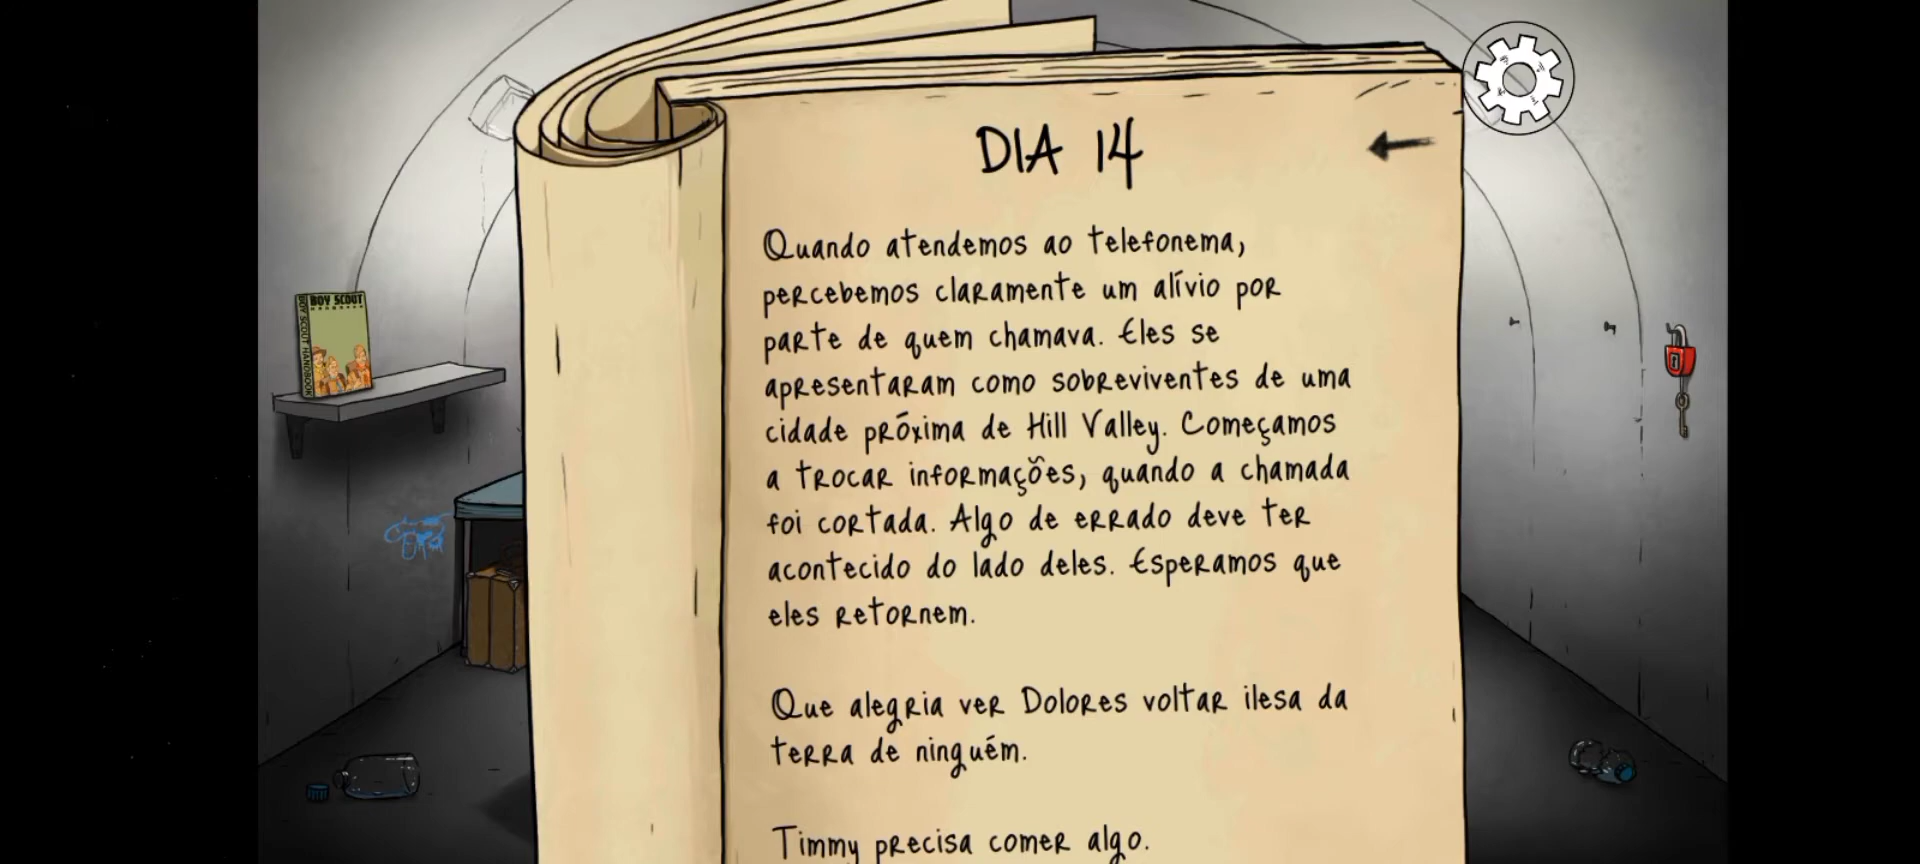 BOY SCOUT
BOY SCOUT HANDBOOK
DIA 14
Quando atendemos ao telefonema,
percebemos claramente um alívio por
parte de quem chamava. Eles se
apresentaram como sobreviventes de uma
cidade próxima de Hill Valley. Começamos
a trocar informações, quando a chamada
foi cortada. Algo de errado deve ter
acontecido do lado deles. Esperamos que
eles retornem.
Que alegria ver Dolores voltar ilesa da
terra de ninguém.
Timmy precisa comer algo.